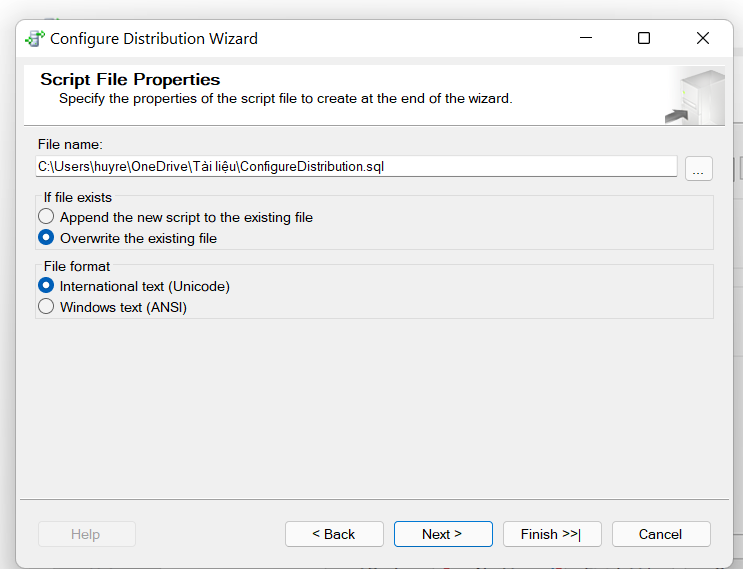 Configure Distribution Wizard
Script File Properties
Specify the properties of the script file to create at the end of the wizard.
File name:
C:\Users\huyre\OneDrive\Tài liệu\ConfigureDistribution.sql
...
If file exists
Append the new script to the existing file
Overwrite the existing file
File format
International text (Unicode)
Windows text (ANSI)
Help
< Back
Next >
Finish >>|
Cancel